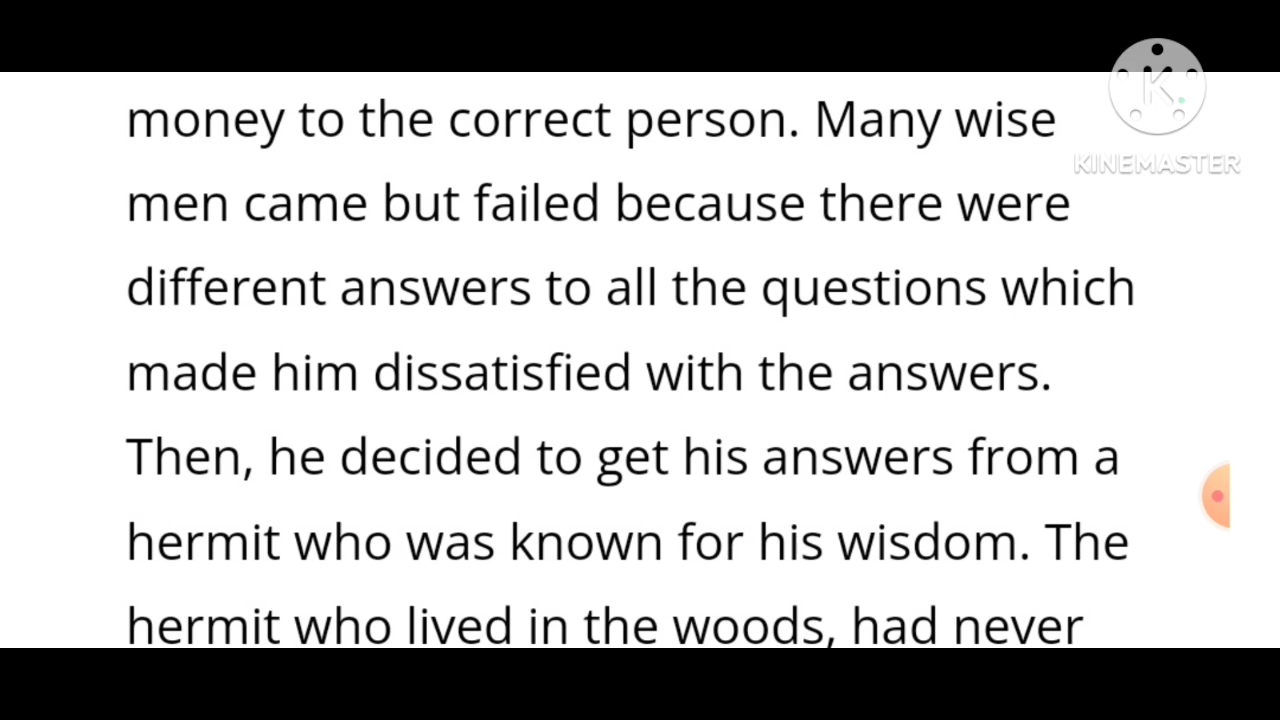 money to the correct person. Many wise
KINEMASTER
men came but failed because there were
different answers to all the questions which
made him dissatisfied with the answers.
Then, he decided to get his answers from a
hermit who was known for his wisdom. The
hermit who lived in the woods, had never